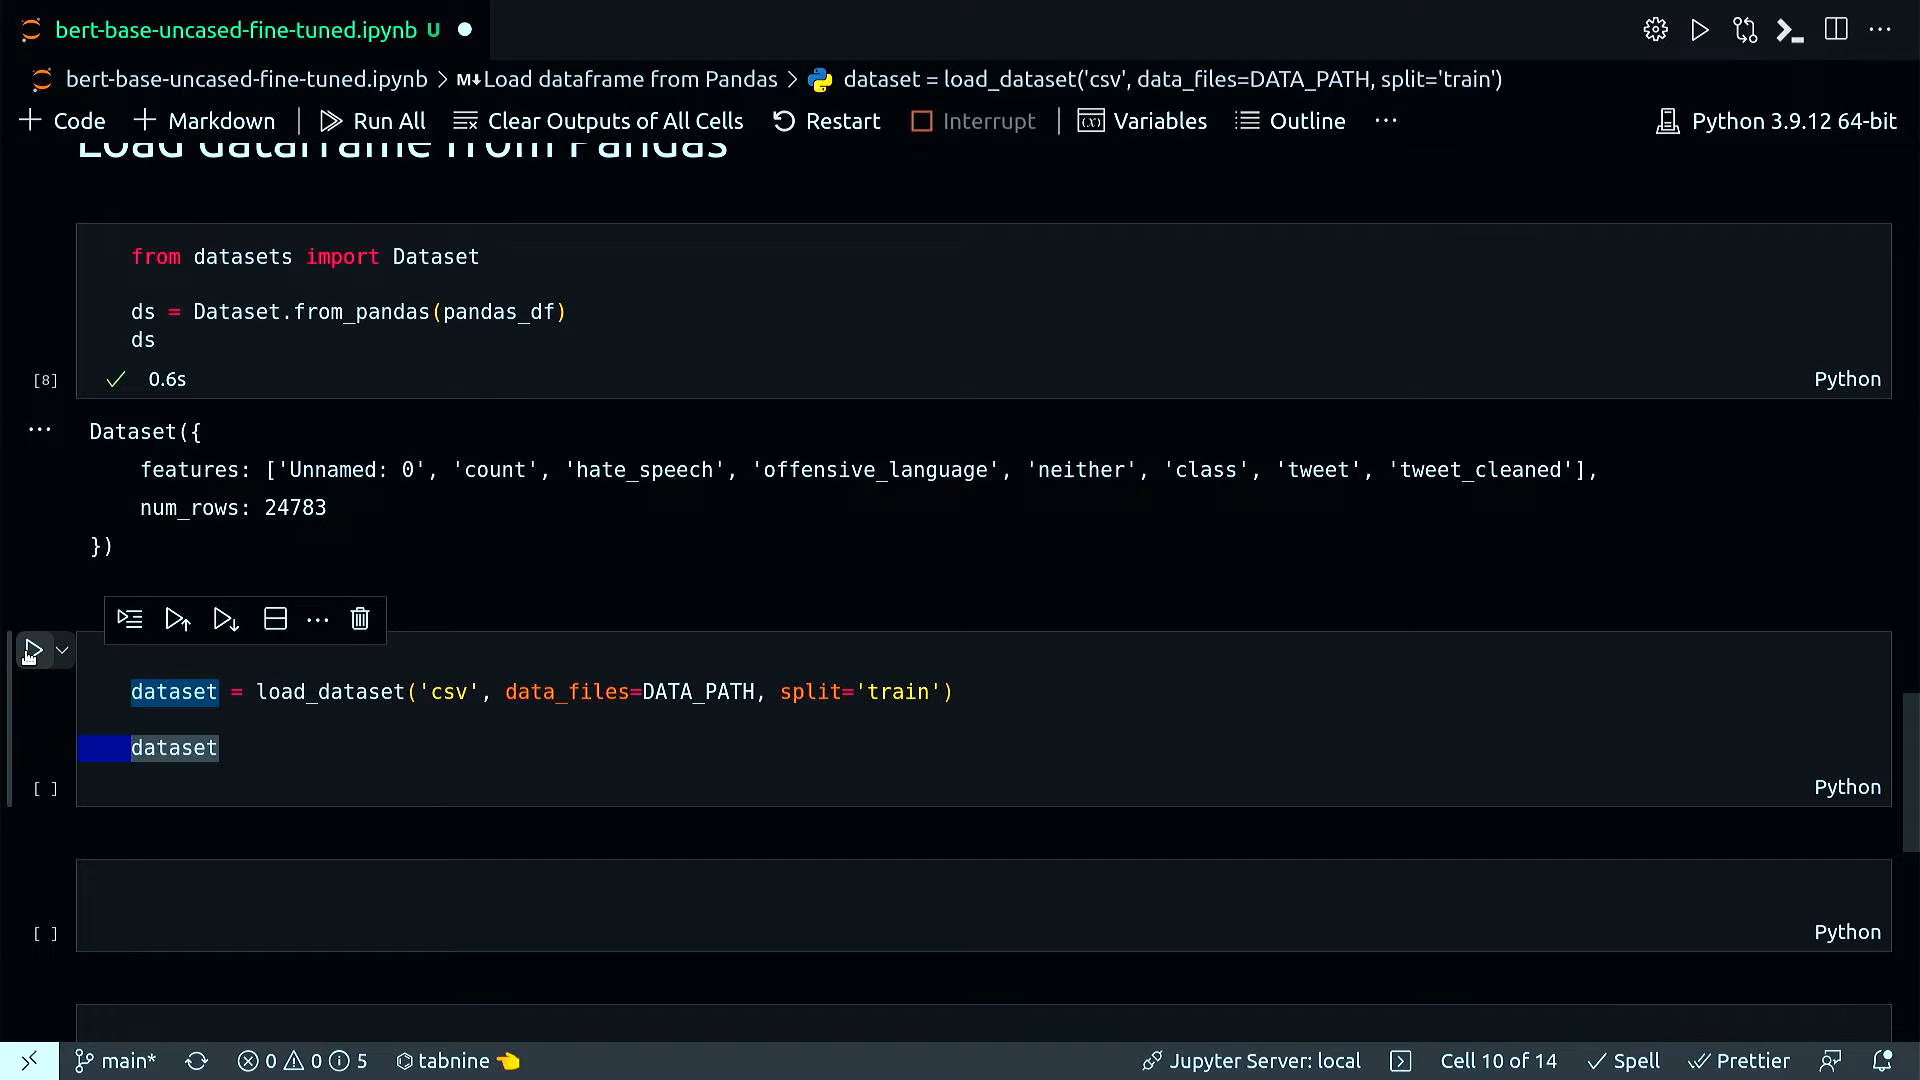 bert-base-uncased-fine-tuned.ipynb U
bert-base-uncased-fine-tuned.ipynb > M↓Load dataframe from Pandas > dataset = load_dataset('csv', data_files=DATA_PATH, split='train')
+ Code + Markdown | Run All Clear Outputs of All Cells Restart Interrupt | Variables Outline ... Python 3.9.12 64-bit
Load dataframe from Pandas
from datasets import Dataset
ds = Dataset.from_pandas(pandas_df)
ds
[8] ✓ 0.6s Python
... Dataset({
features: ['Unnamed: 0', 'count', 'hate_speech', 'offensive_language', 'neither', 'class', 'tweet', 'tweet_cleaned'],
num_rows: 24783
})
dataset = load_dataset('csv', data_files=DATA_PATH, split='train')
dataset
[ ] Python
[ ] Python
main* 0 0 5 tabnine Jupyter Server: local Cell 10 of 14 ✓ Spell Prettier